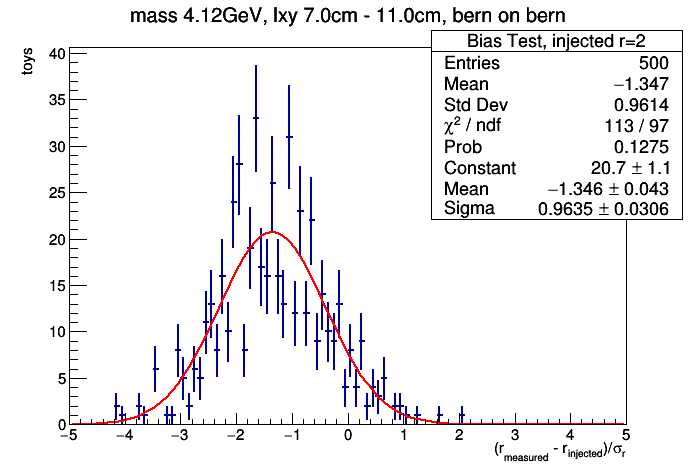 mass 4.12GeV, lxy 7.0cm - 11.0cm, bern on bern
Bias Test, injected r=2
Entries 500
Mean −1.347
Std Dev 0.9614
χ² / ndf 113 / 97
Prob 0.1275
Constant 20.7 ± 1.1
Mean −1.346 ± 0.043
Sigma 0.9635 ± 0.0306
toys
40
35
30
25
20
15
10
5
0
−5 −4 −3 −2 −1 0 1 2 3 4 5
(r_measured - r_injected)/σ_r